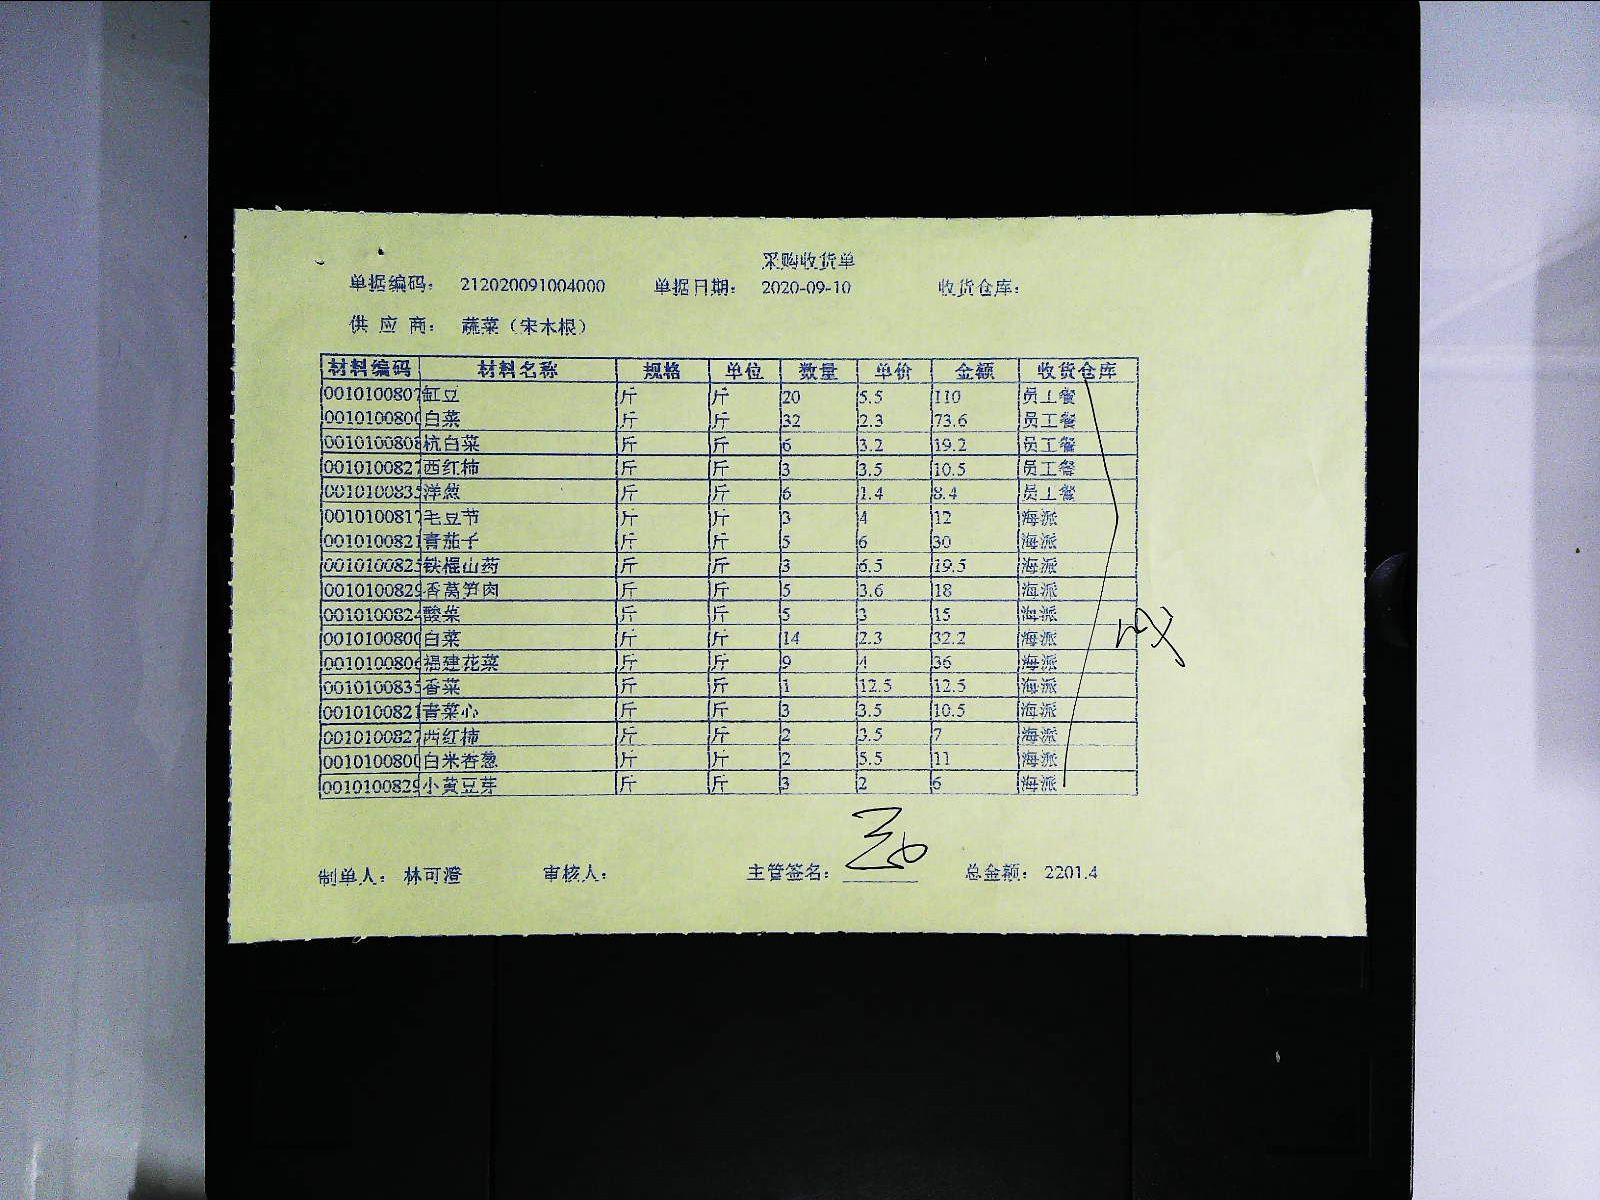 采购收货单
单据编码： 212020091004000 单据日期： 2020-09-10 收货仓库：
供 应 商： 蔬菜（宋木根）
材料编码 材料名称 规格 单位 数量 单价 金额 收货仓库
0010100807 缸豆 斤 斤 20 5.5 110 员工餐
001010080 白菜 斤 斤 32 2.3 73.6 员工餐
0010100808 杭白菜 斤 斤 6 3.2 19.2 员工餐
0010100827 西红柿 斤 斤 3 3.5 10.5 员工餐
0010100835 洋葱 斤 斤 6 1.4 8.4 员工餐
0010100817 毛豆节 斤 斤 3 4 12 海派
0010100821 青茄子 斤 斤 5 6 30 海派
0010100825 铁棍山药 斤 斤 3 6.5 19.5 海派
0010100829 香莴笋肉 斤 斤 5 3.6 18 海派
0010100824 酸菜 斤 斤 5 3 15 海派
001010080 白菜 斤 斤 14 2.3 32.2 海派
0010100806 福建花菜 斤 斤 9 4 36 海派
0010100835 香菜 斤 斤 1 12.5 12.5 海派
0010100821 青菜心 斤 斤 3 3.5 10.5 海派
0010100827 西红柿 斤 斤 2 3.5 7 海派
001010080 白米香葱 斤 斤 2 5.5 11 海派
0010100829 小黄豆芽 斤 斤 3 2 6 海派
制单人： 林可澄 审核人： 主管签名： 总金额： 2201.4